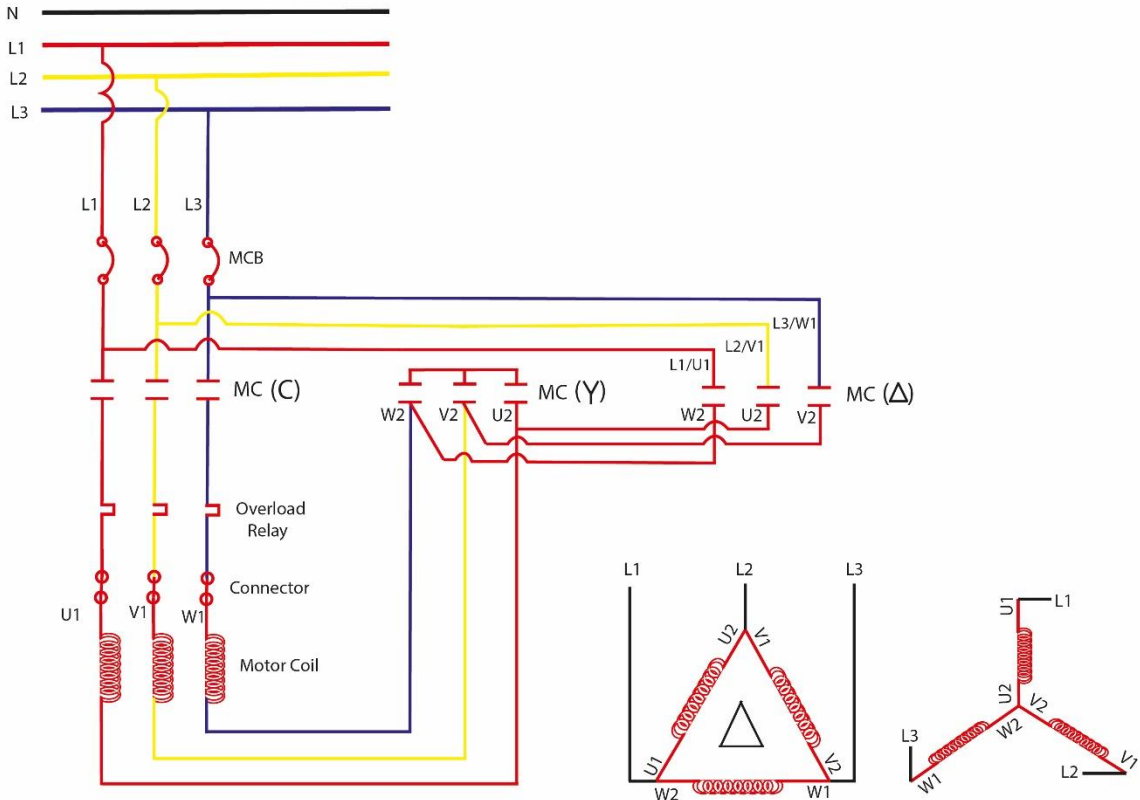 N
L1
L2
L3
L1
L2
L3
MCB
L3/W1
L2/V1
L1/U1
MC (C)
MC (Y)
MC (Δ)
W2
V2
U2
W2
U2
V2
Overload
Relay
Connector
U1
V1
W1
Motor Coil
L1
L2
L3
U2
V1
Δ
U1
V2
W2
W1
U1
L1
U2
V2
W2
L3
W1
L2
V1